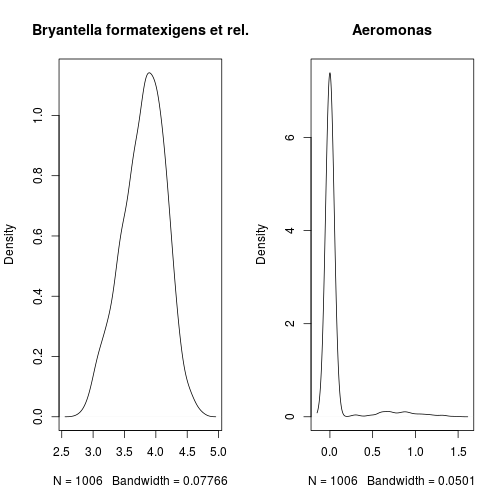 Bryantella formatexigens et rel.
Density
0.0 0.2 0.4 0.6 0.8 1.0
2.5 3.0 3.5 4.0 4.5 5.0
N = 1006 Bandwidth = 0.07766
Aeromonas
Density
0 2 4 6
0.0 0.5 1.0 1.5
N = 1006 Bandwidth = 0.0501